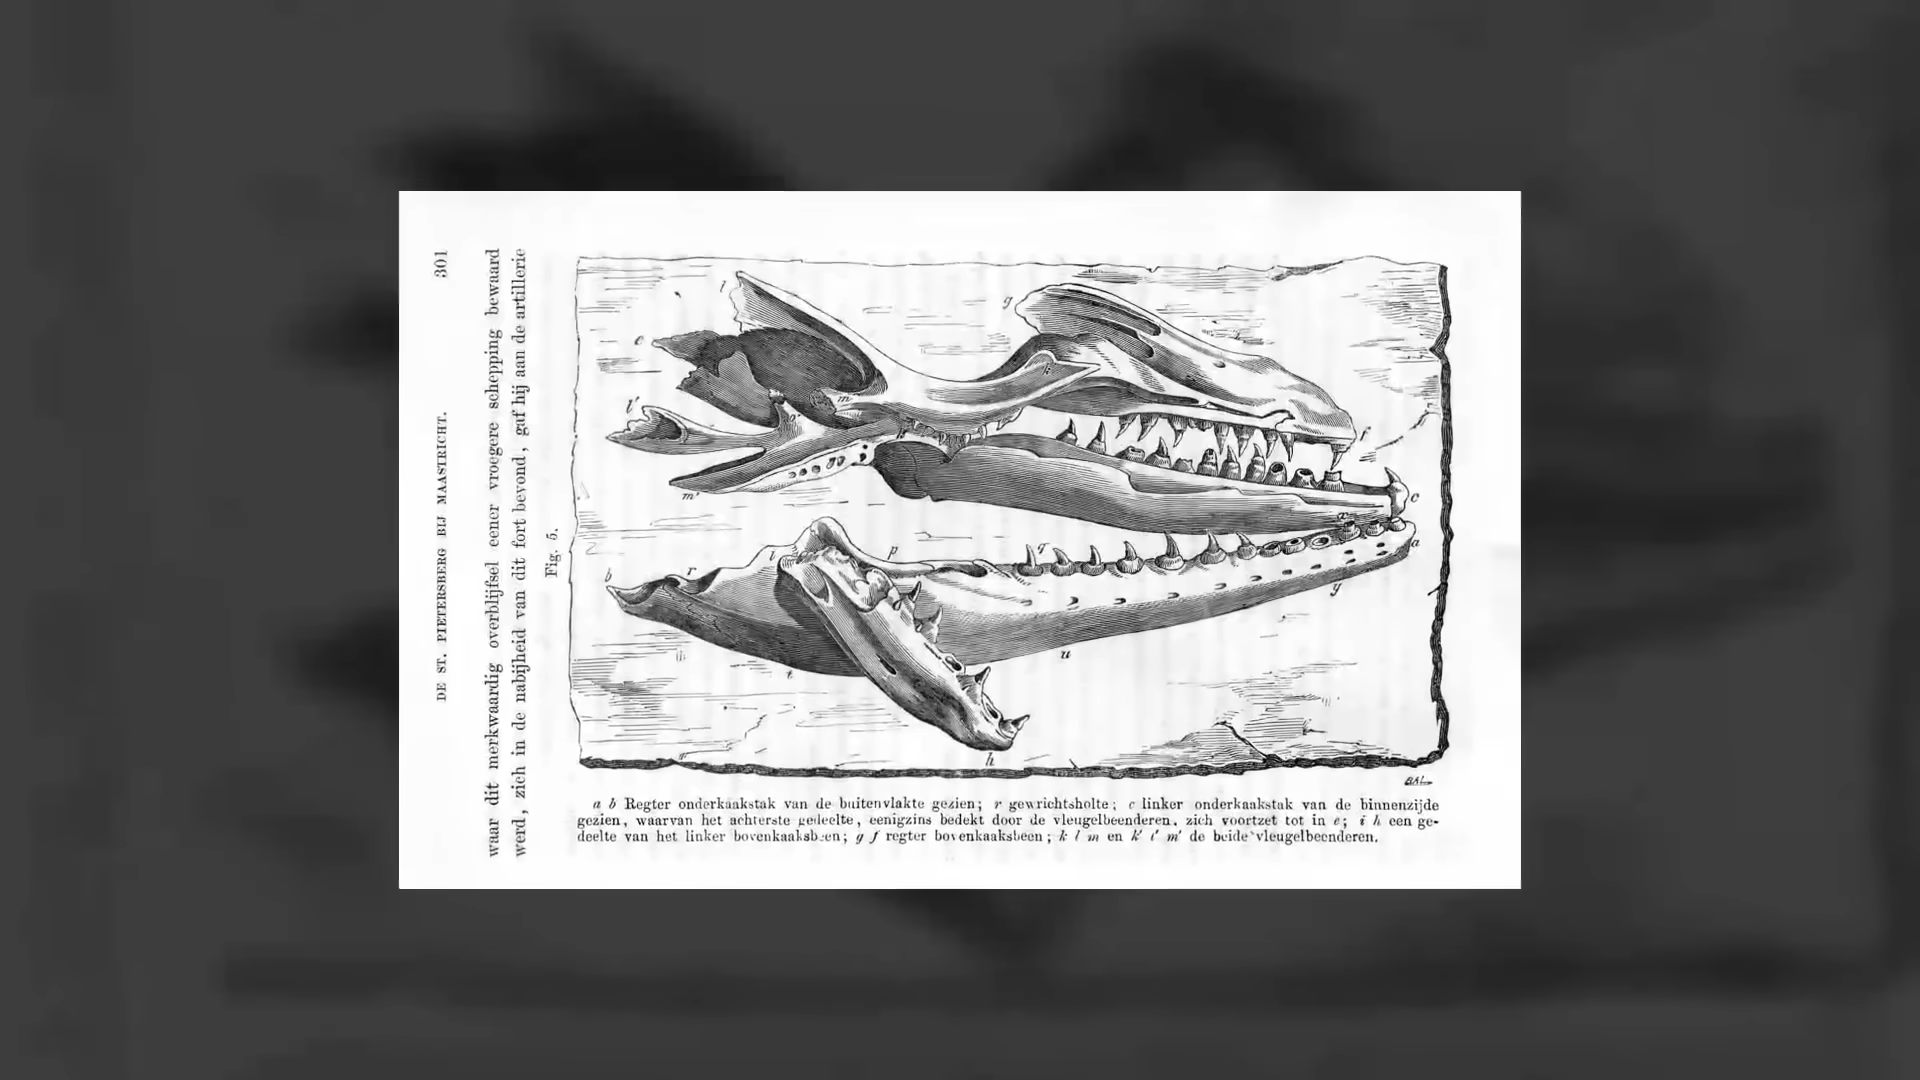 301
DE ST. PIETERSBERG BIJ MAASTRICHT.
waar dit merkwaardig overblijfsel eener vroegere schepping bewaard
werd, zich in de nabijheid van dit fort bevond, gaf hij aan de artillerie
Fig. 5.
l
g
e
k
m
l'
o
f
m'
c
x
a
q
p
i
b
r
y
u
t
h
a b Regter onderkaakstak van de buitenvlakte gezien; r gewrichtsholte; c linker onderkaakstak van de binnenzijde
gezien, waarvan het achterste gedeelte, eenigzins bedekt door de vleugelbeenderen, zich voortzet tot in e; i h een ge-
deelte van het linker bovenkaaksbeen; g f regter bovenkaaksbeen; k l m en k' l' m' de beide vleugelbeenderen.